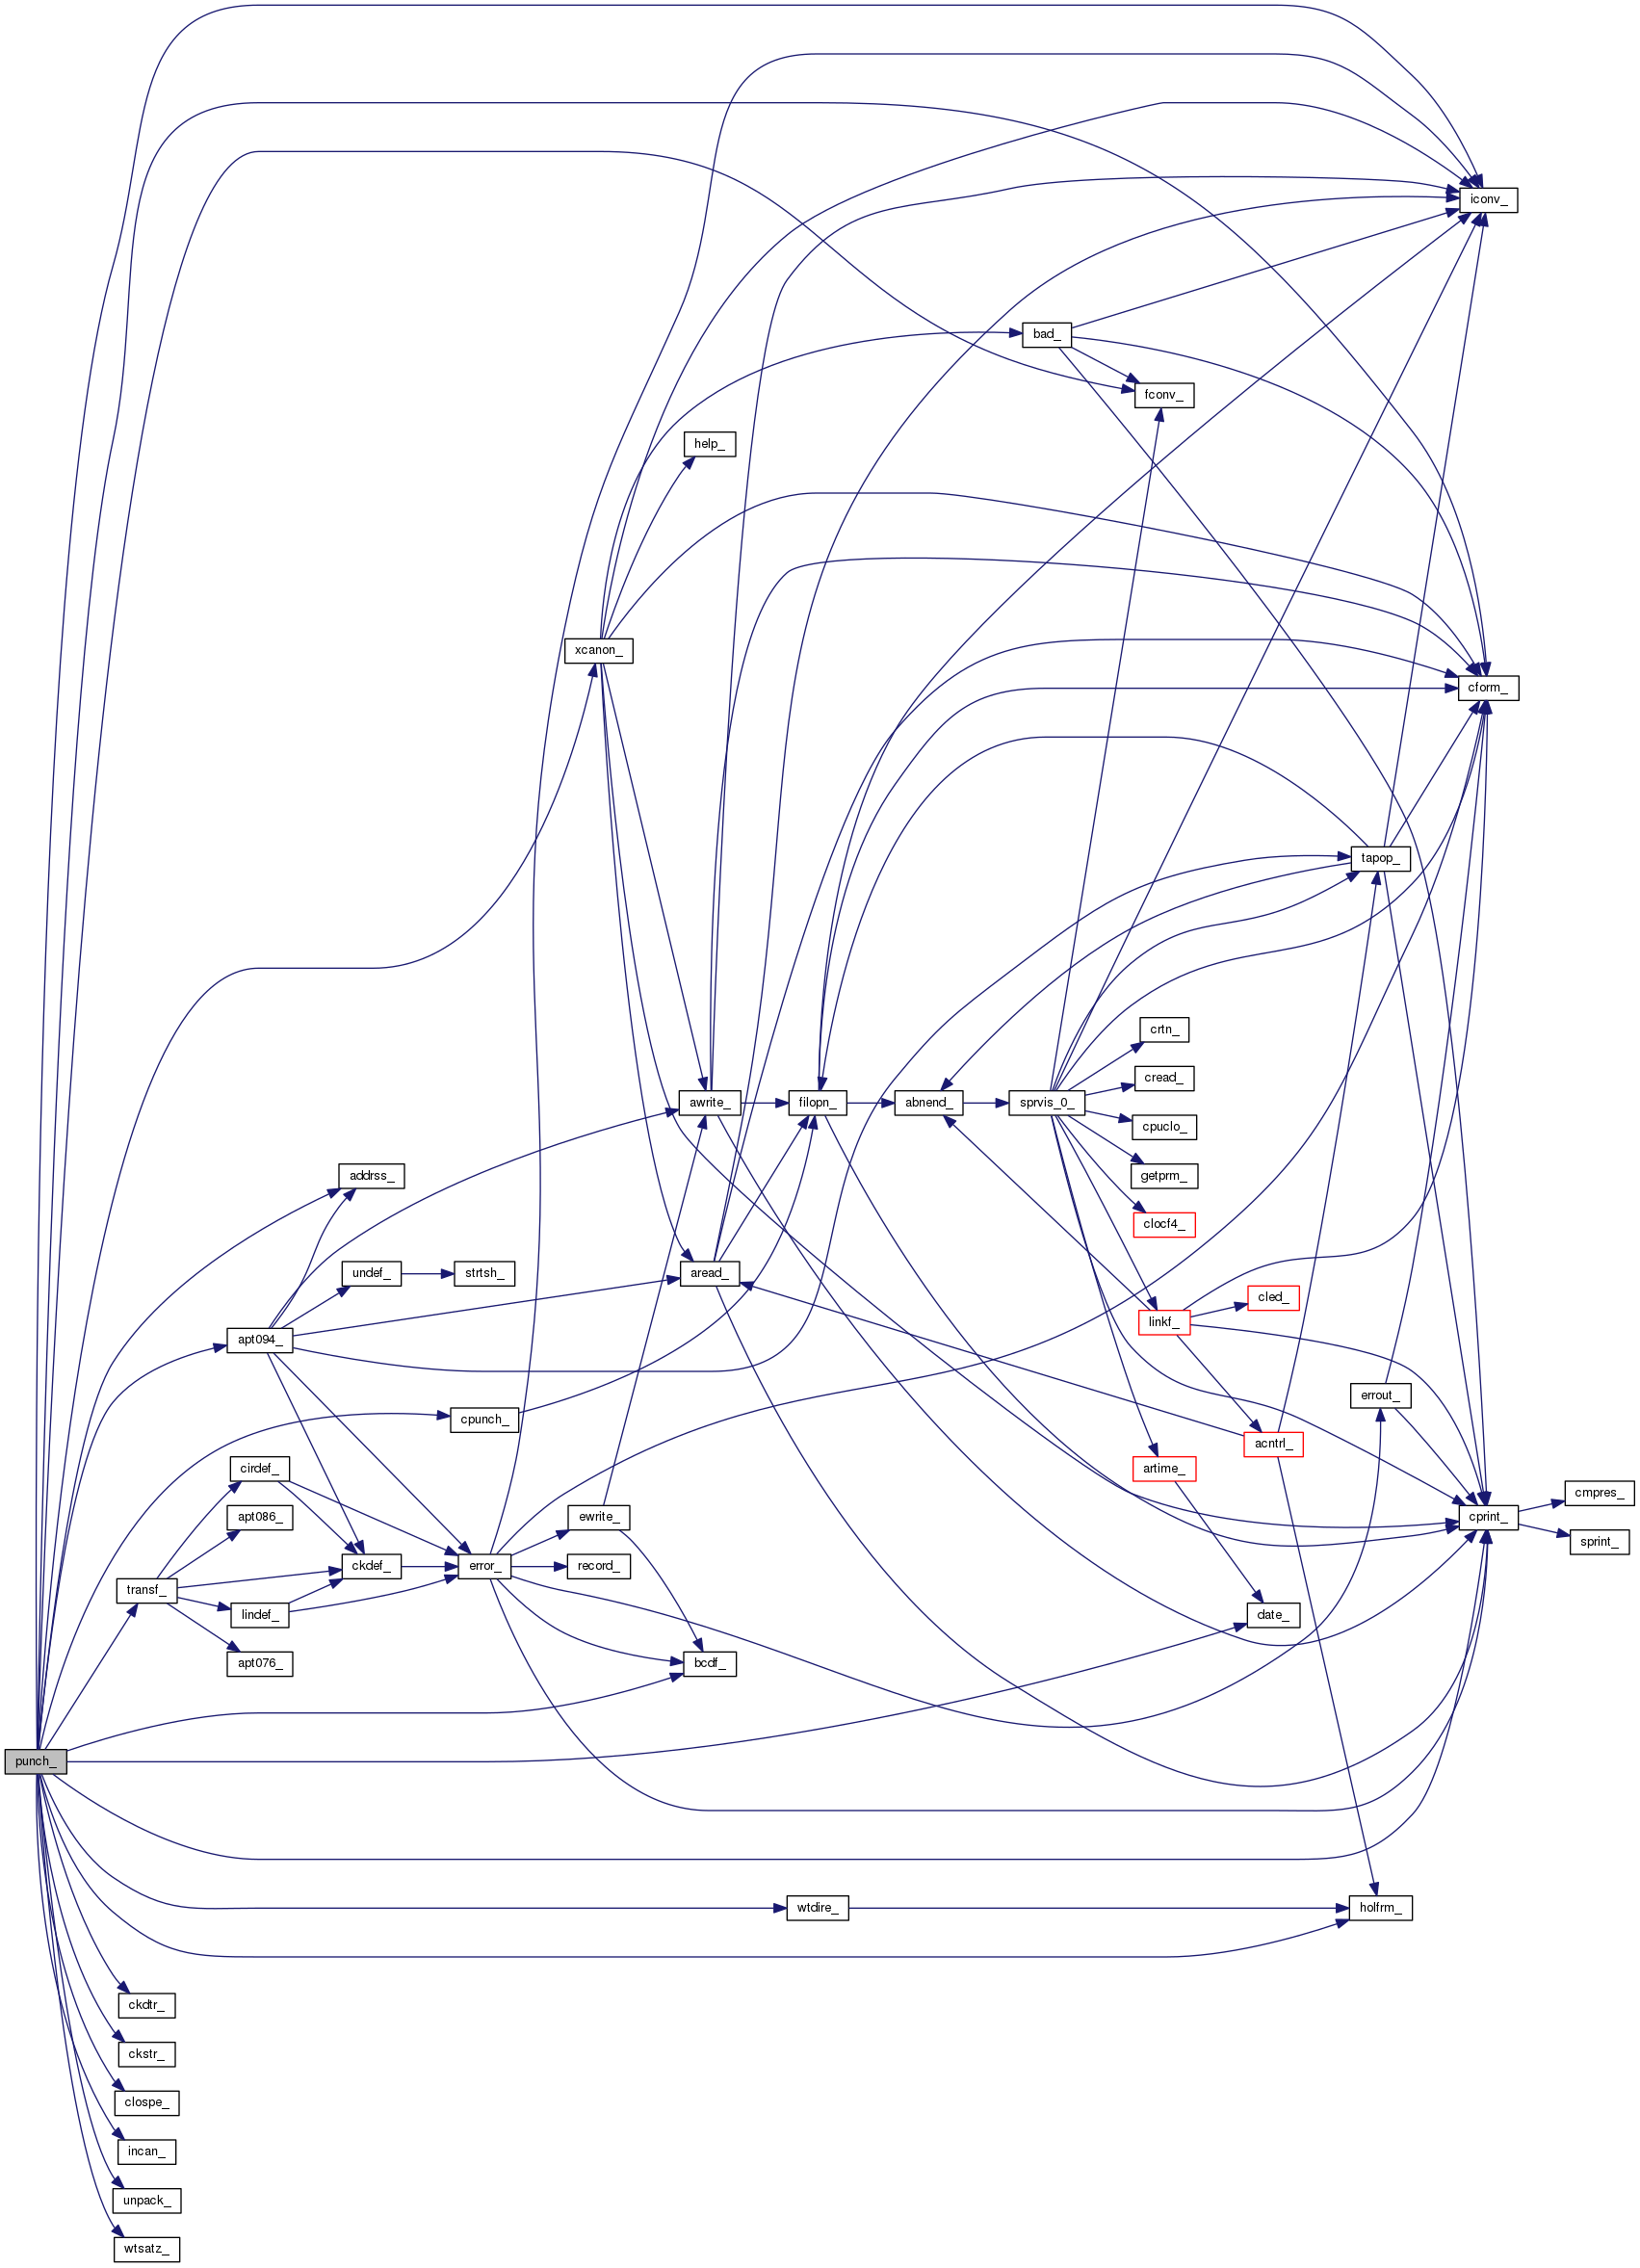 iconv_
bad_
fconv_
help_
xcanon_
cform_
tapop_
crtn_
cread_
awrite_
filopn_
abnend_
sprvis_0_
cpuclo_
addrss_
getprm_
clocf4_
undef_
strtsh_
aread_
cled_
linkf_
apt094_
errout_
cpunch_
acntrl_
cirdef_
artime_
cmpres_
apt086_
ewrite_
cprint_
sprint_
ckdef_
error_
record_
transf_
lindef_
date_
apt076_
bcdf_
punch_
wtdire_
holfrm_
ckdtr_
ckstr_
clospe_
incan_
unpack_
wtsatz_